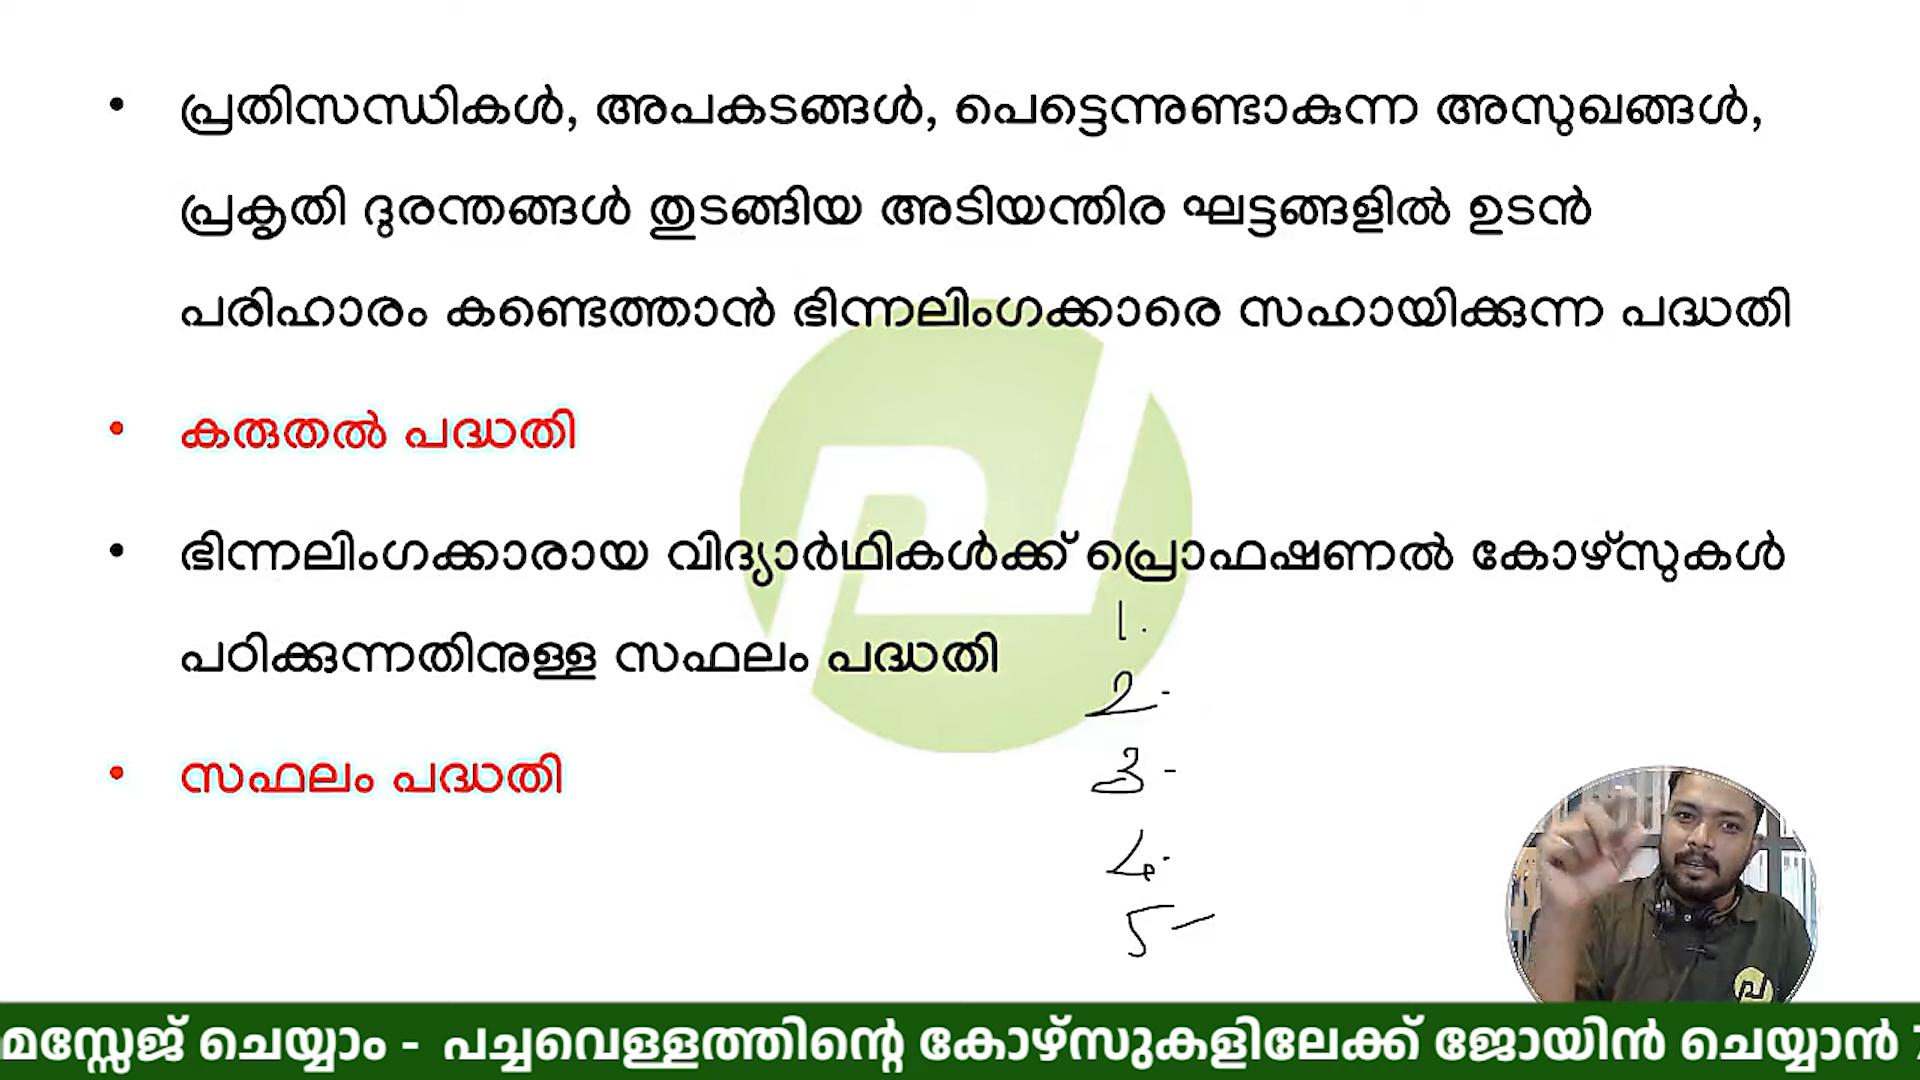 • പ്രതിസന്ധികൾ, അപകടങ്ങൾ, പെട്ടെന്നുണ്ടാകുന്ന അസുഖങ്ങൾ,
പ്രകൃതി ദുരന്തങ്ങൾ തുടങ്ങിയ അടിയന്തിര ഘട്ടങ്ങളിൽ ഉടൻ
പരിഹാരം കണ്ടെത്താൻ ഭിന്നലിംഗക്കാരെ സഹായിക്കുന്ന പദ്ധതി
• കരുതൽ പദ്ധതി
• ഭിന്നലിംഗക്കാരായ വിദ്യാർഥികൾക്ക് പ്രൊഫഷണൽ കോഴ്സുകൾ
പഠിക്കുന്നതിനുള്ള സഫലം പദ്ധതി
• സഫലം പദ്ധതി
1.
2-
3-
4.
5-
മസ്സേജ് ചെയ്യാം - പച്ചവെള്ളത്തിന്റെ കോഴ്സുകളിലേക്ക് ജോയിൻ ചെയ്യാൻ 7